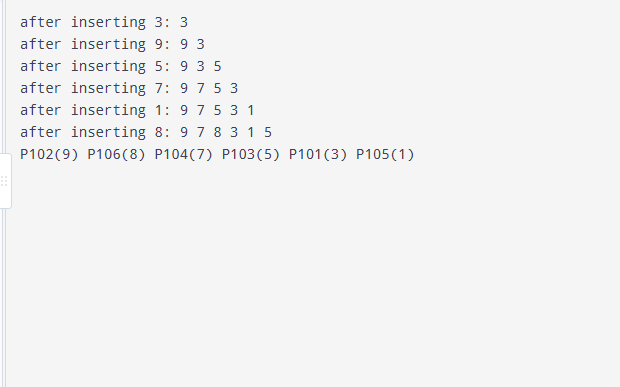 after inserting 3: 3
after inserting 9: 9 3
after inserting 5: 9 3 5
after inserting 7: 9 7 5 3
after inserting 1: 9 7 5 3 1
after inserting 8: 9 7 8 3 1 5
P102(9) P106(8) P104(7) P103(5) P101(3) P105(1)